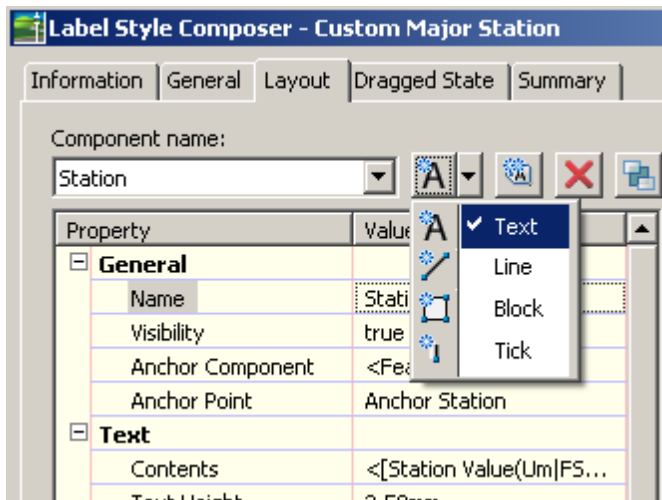 Label Style Composer - Custom Major Station
Information General Layout Dragged State Summary
Component name:
Station
A
Property Value
A Text
General
Line
Name Stati
Block
Visibility true
Tick
Anchor Component <Fea
Anchor Point Anchor Station
Text
Contents <[Station Value(Um|FS...
Text Height